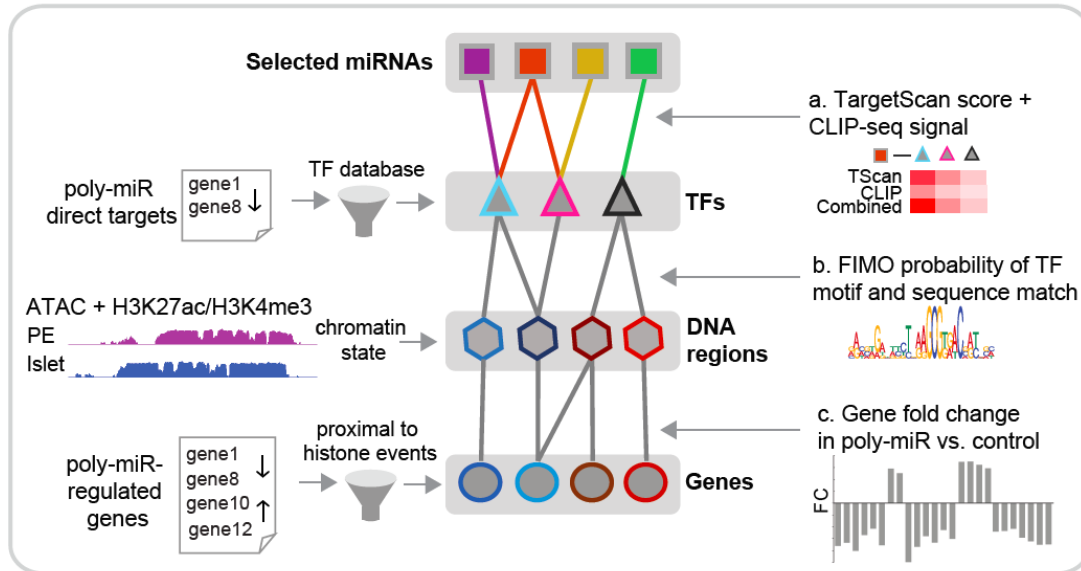 Selected miRNAs
a. TargetScan score +
CLIP-seq signal
TScan
CLIP
Combined
poly-miR
direct targets
gene1
gene8
TF database
TFs
b. FIMO probability of TF
motif and sequence match
ATAC + H3K27ac/H3K4me3
PE
Islet
chromatin
state
DNA
regions
c. Gene fold change
in poly-miR vs. control
FC
poly-miR-
regulated
genes
gene1
gene8
gene10
gene12
proximal to
histone events
Genes